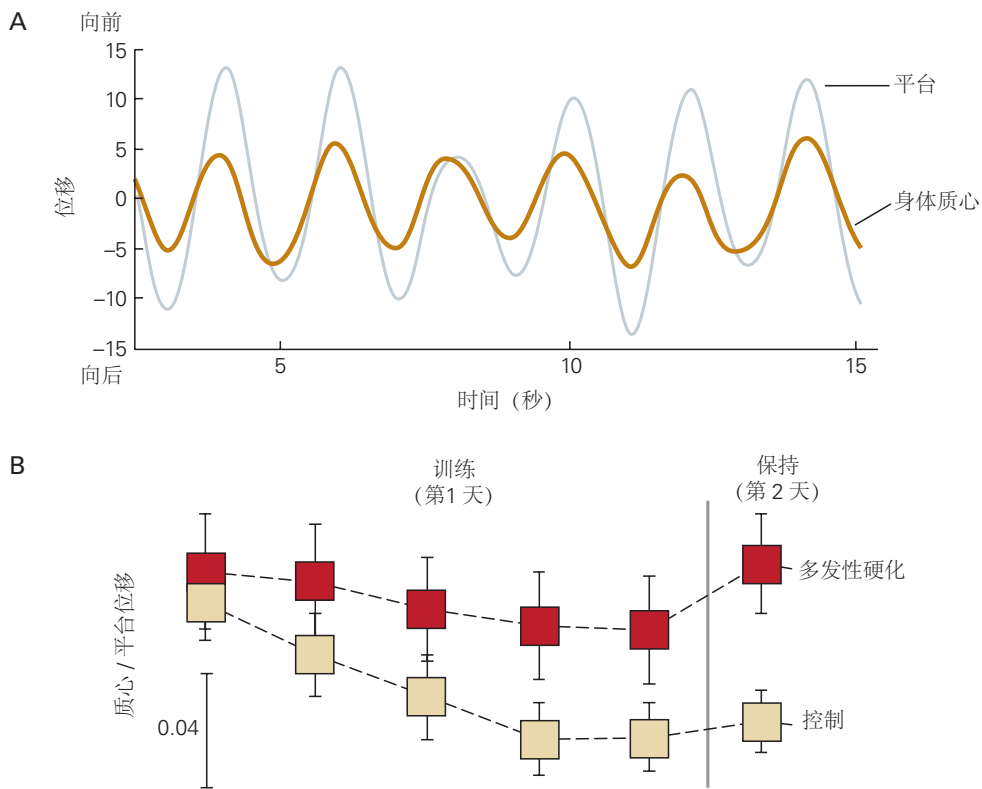 A
向前
15
10
5
0
−5
−10
−15
向后
位移
平台
身体质心
5
10
15
时间（秒）
B
训练
（第1 天）
保持
（第 2 天）
多发性硬化
质心 / 平台位移
0.04
控制